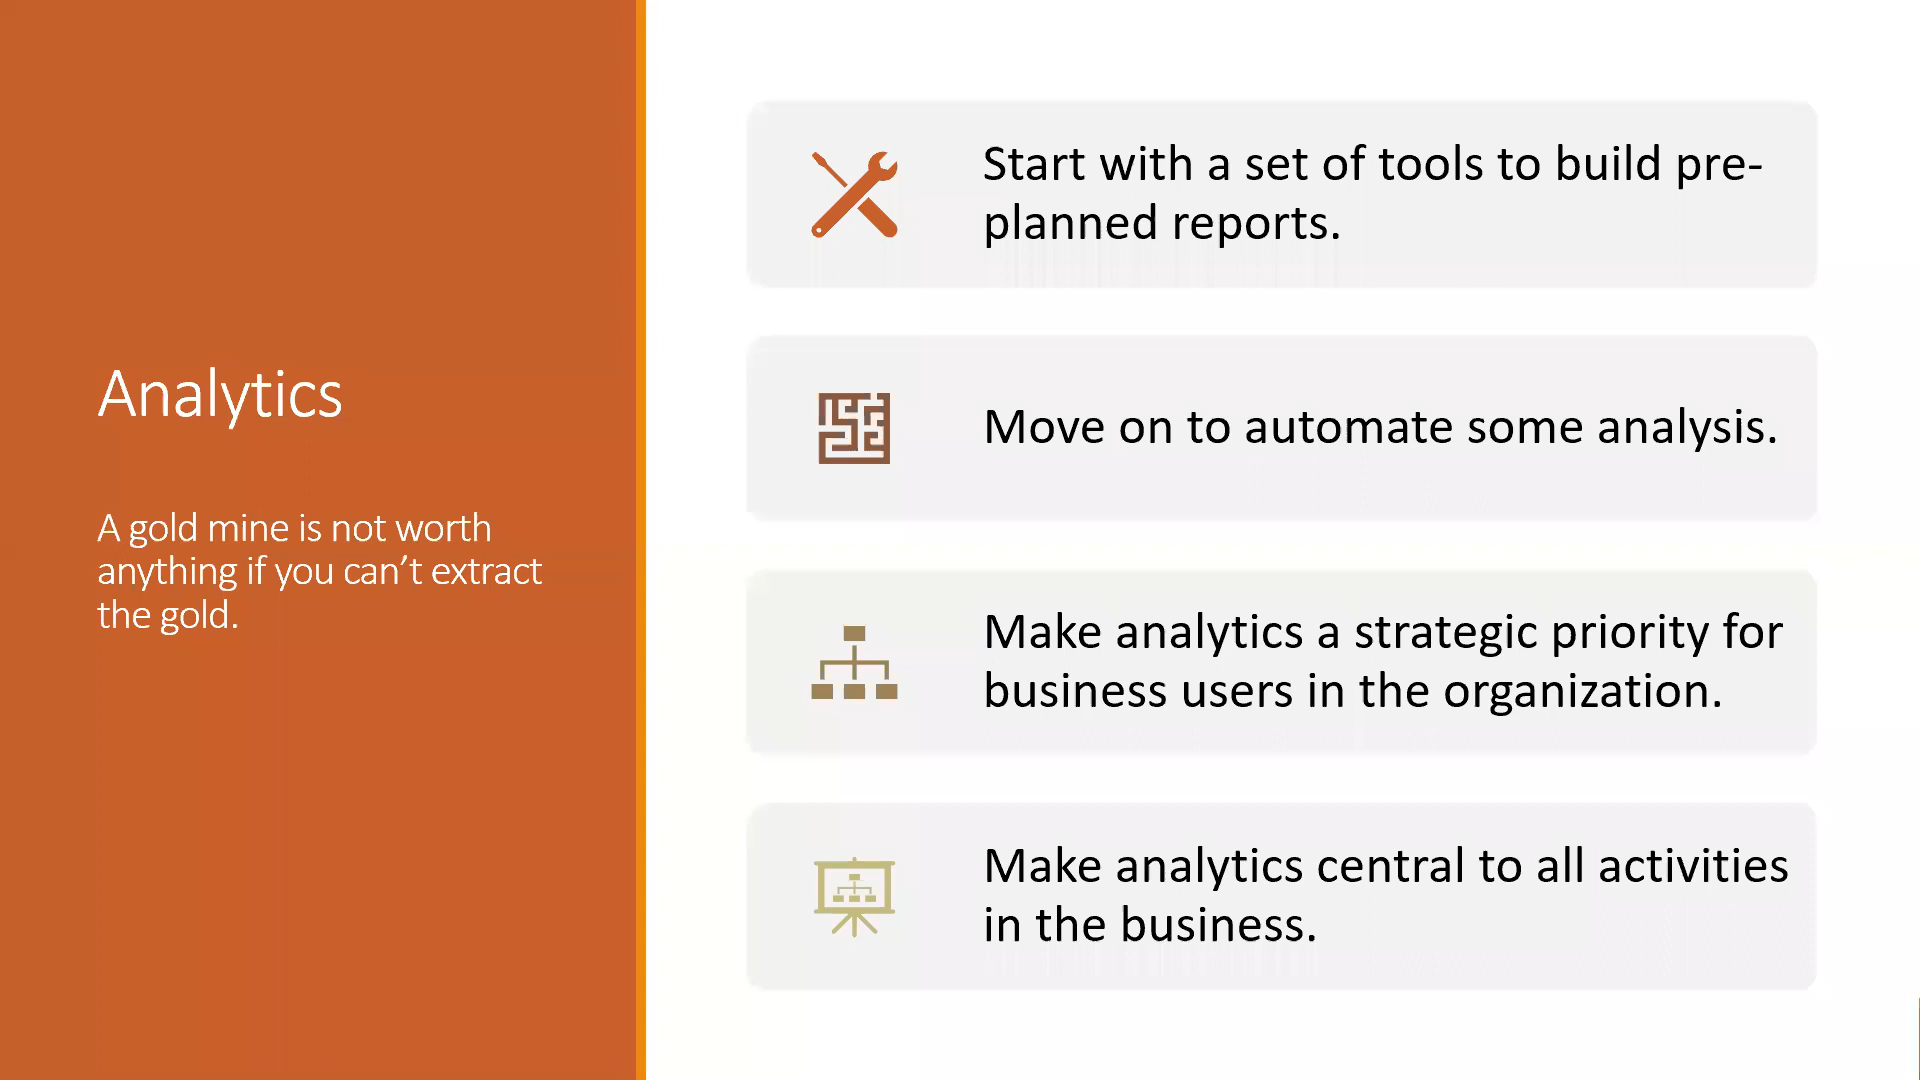 Analytics
A gold mine is not worth
anything if you can’t extract
the gold.
Start with a set of tools to build pre-
planned reports.
Move on to automate some analysis.
Make analytics a strategic priority for
business users in the organization.
Make analytics central to all activities
in the business.